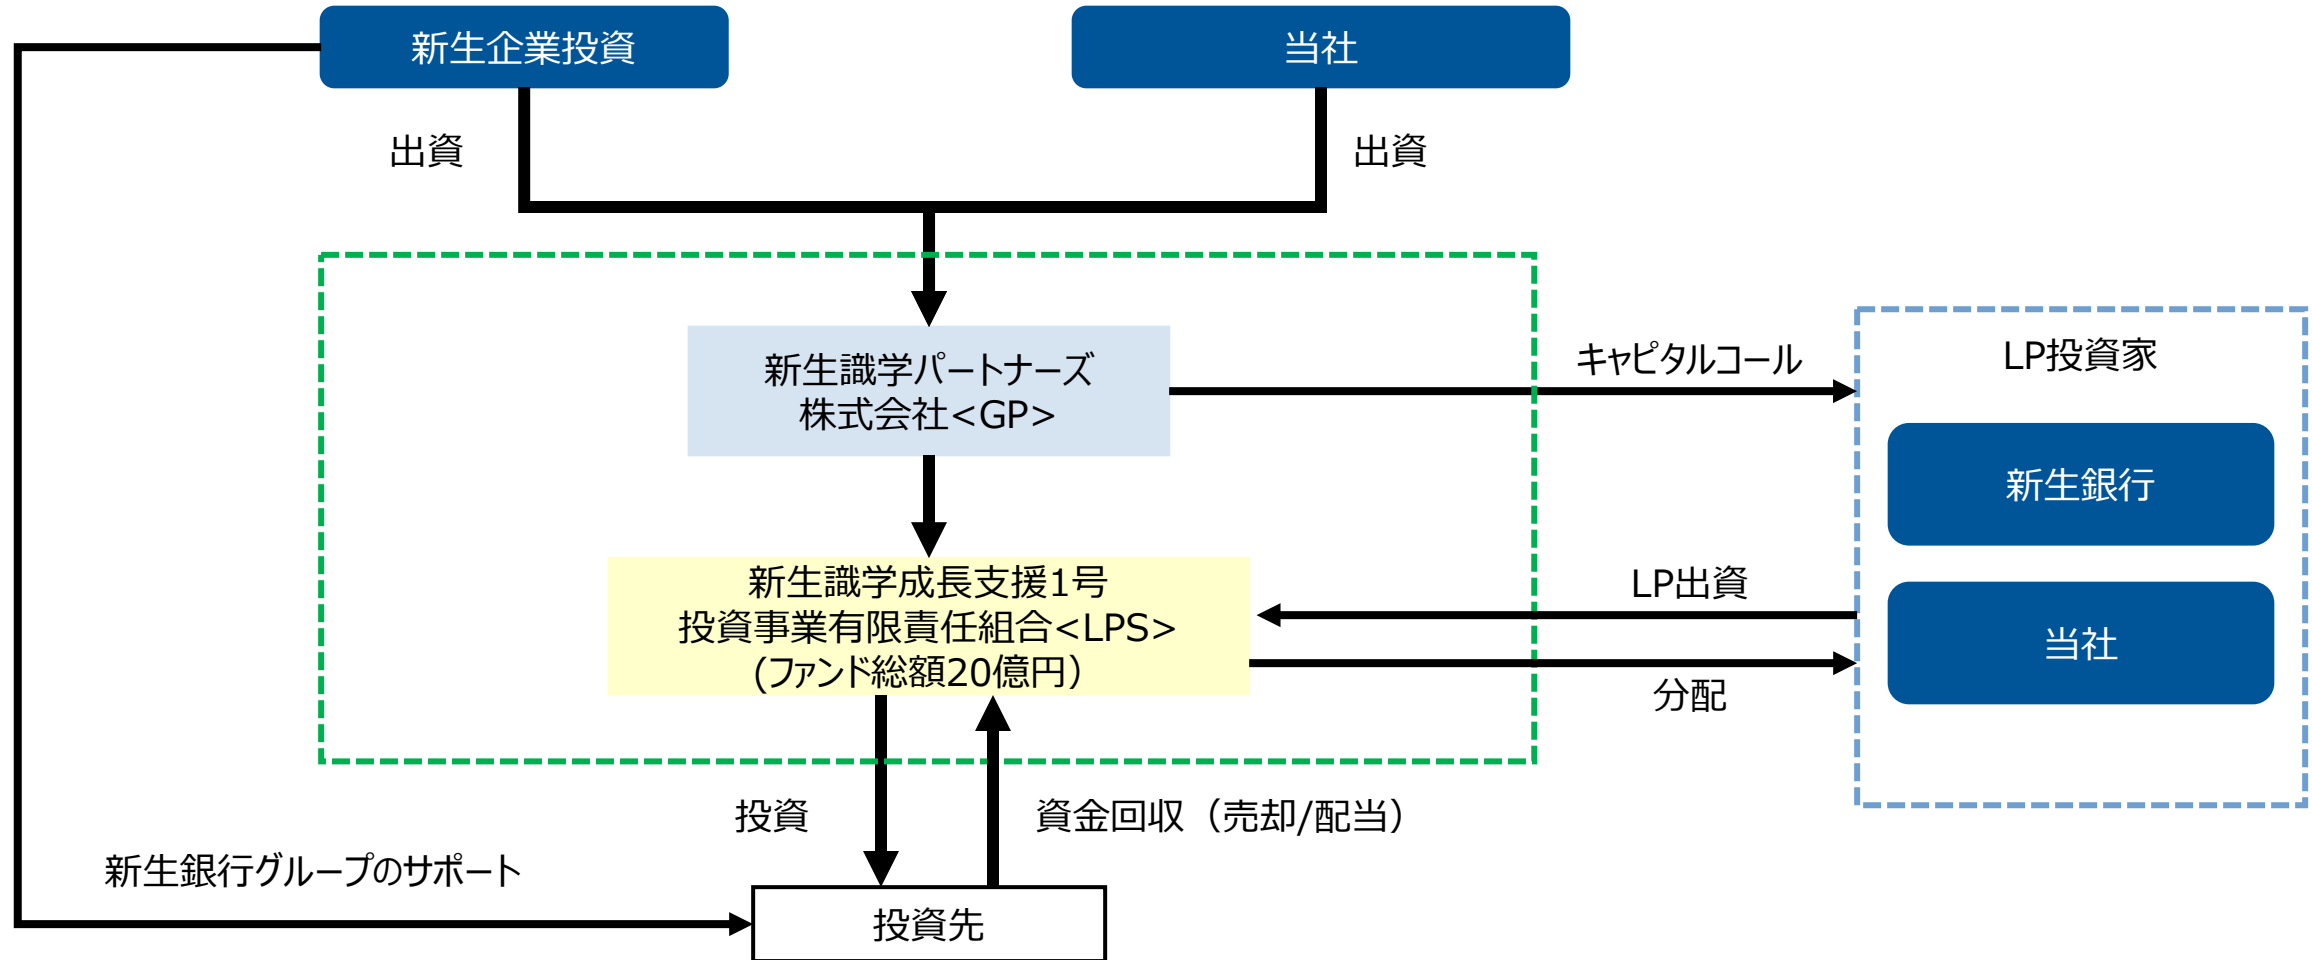 新生企業投資
当社
出資
出資
新生識学パートナーズ
株式会社<GP>
キャピタルコール
LP投資家
新生銀行
新生識学成長支援1号
投資事業有限責任組合<LPS>
(ファンド総額20億円）
LP出資
当社
分配
投資
資金回収（売却/配当）
新生銀行グループのサポート
投資先